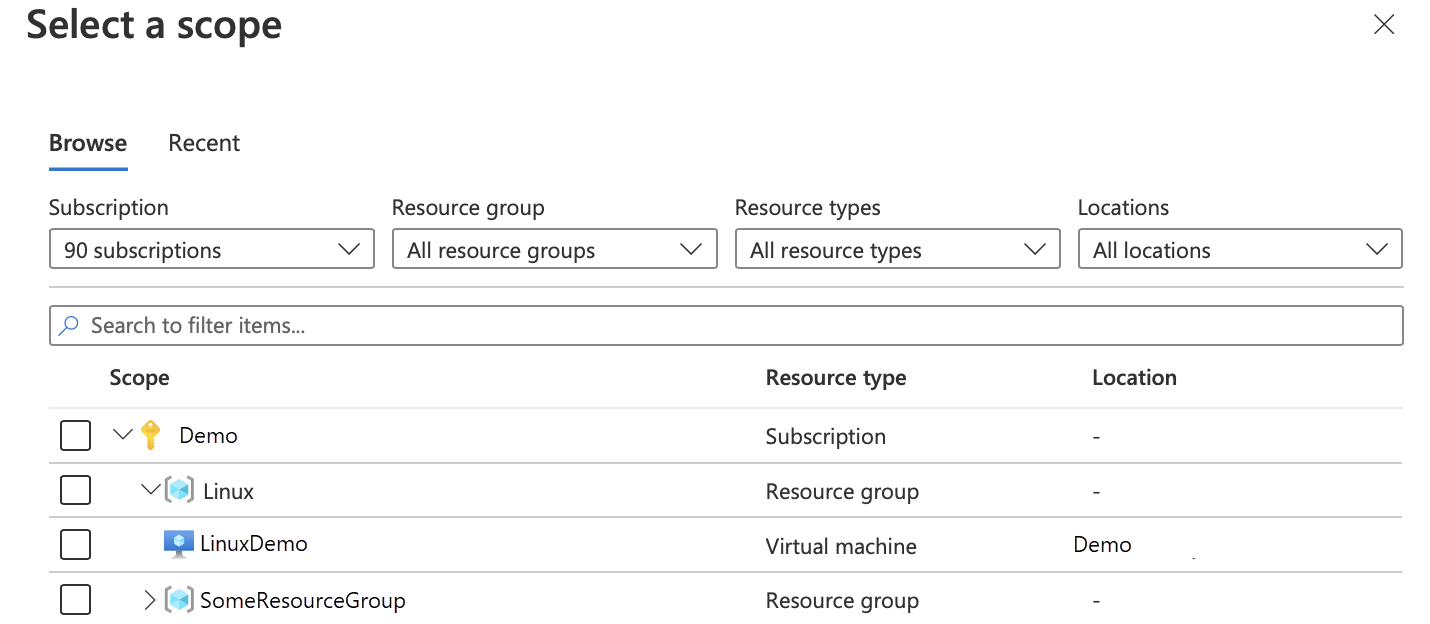 Select a scope
Browse Recent
Subscription Resource group Resource types Locations
90 subscriptions All resource groups All resource types All locations
Search to filter items...
Scope Resource type Location
Demo Subscription -
Linux Resource group -
LinuxDemo Virtual machine Demo
SomeResourceGroup Resource group -